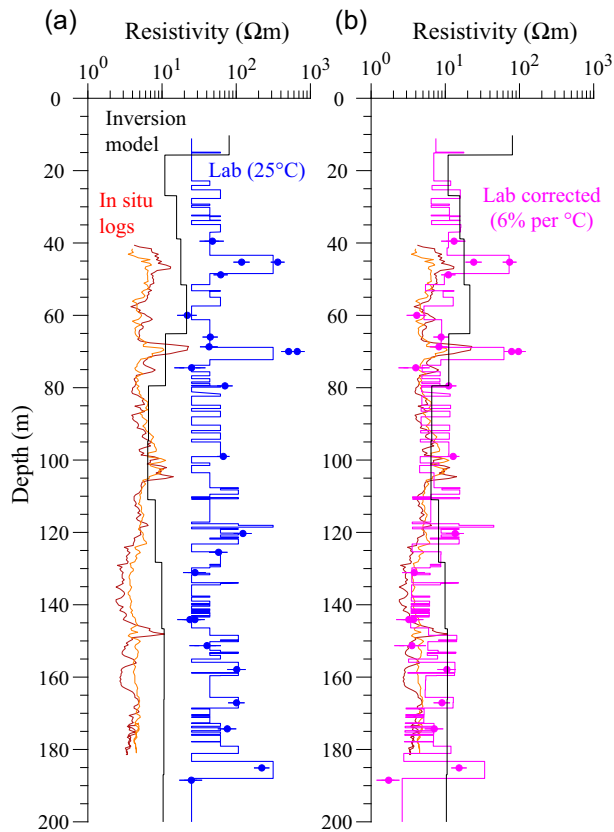 (a)
Resistivity (Ωm)
10⁰ 10¹ 10² 10³
(b)
Resistivity (Ωm)
10⁰ 10¹ 10² 10³
Depth (m)
0
20
40
60
80
100
120
140
160
180
200
Inversion
model
Lab (25°C)
In situ
logs
0
20
40
60
80
100
120
140
160
180
200
Lab corrected
(6% per °C)